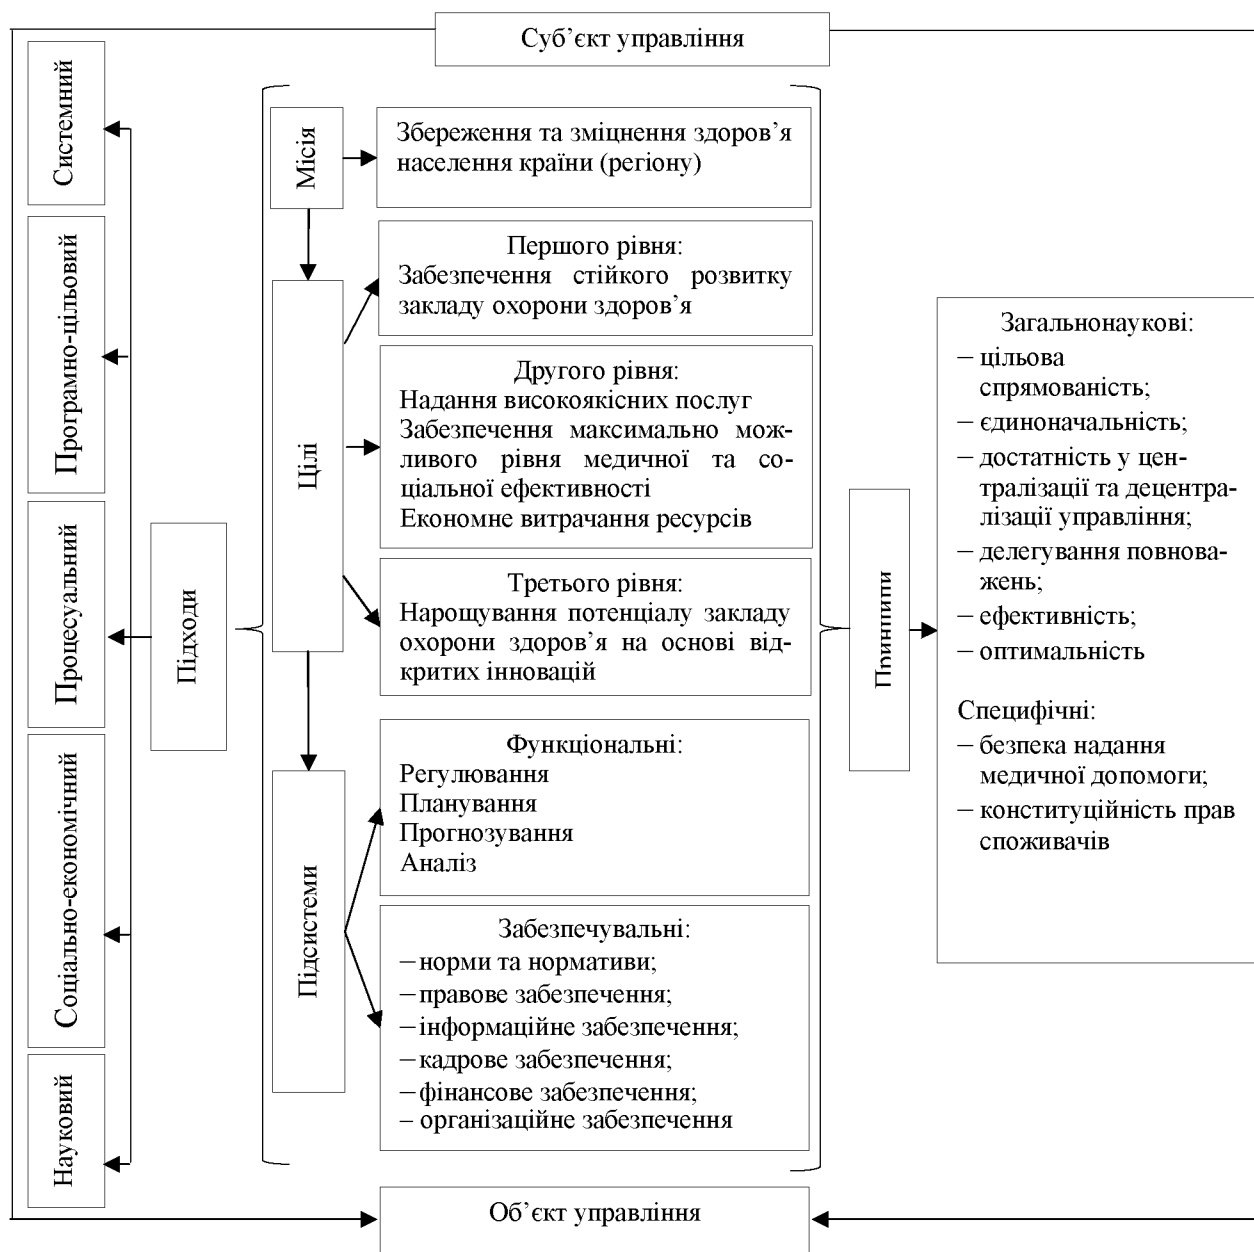 Суб’єкт управління
Системний
Програмно-цільовий
Процесуальний
Соціально-економічний
Науковий
Підходи
Місія
Збереження та зміцнення здоров’я
населення країни (регіону)
Цілі
Першого рівня:
Забезпечення стійкого розвитку
закладу охорони здоров’я
Другого рівня:
Надання високоякісних послуг
Забезпечення максимально мож-
ливого рівня медичної та со-
ціальної ефективності
Економне витрачання ресурсів
Третього рівня:
Нарощування потенціалу закладу
охорони здоров’я на основі від-
критих інновацій
Підсистеми
Функціональні:
Регулювання
Планування
Прогнозування
Аналіз
Забезпечувальні:
– норми та нормативи;
– правове забезпечення;
– інформаційне забезпечення;
– кадрове забезпечення;
– фінансове забезпечення;
– організаційне забезпечення
Принципи
Загальнонаукові:
– цільова
спрямованість;
– єдиноначальність;
– достатність у цен-
тралізації та децентра-
лізації управління;
– делегування повнова-
жень;
– ефективність;
– оптимальність
Специфічні:
– безпека надання
медичної допомоги;
– конституційність прав
споживачів
Об’єкт управління